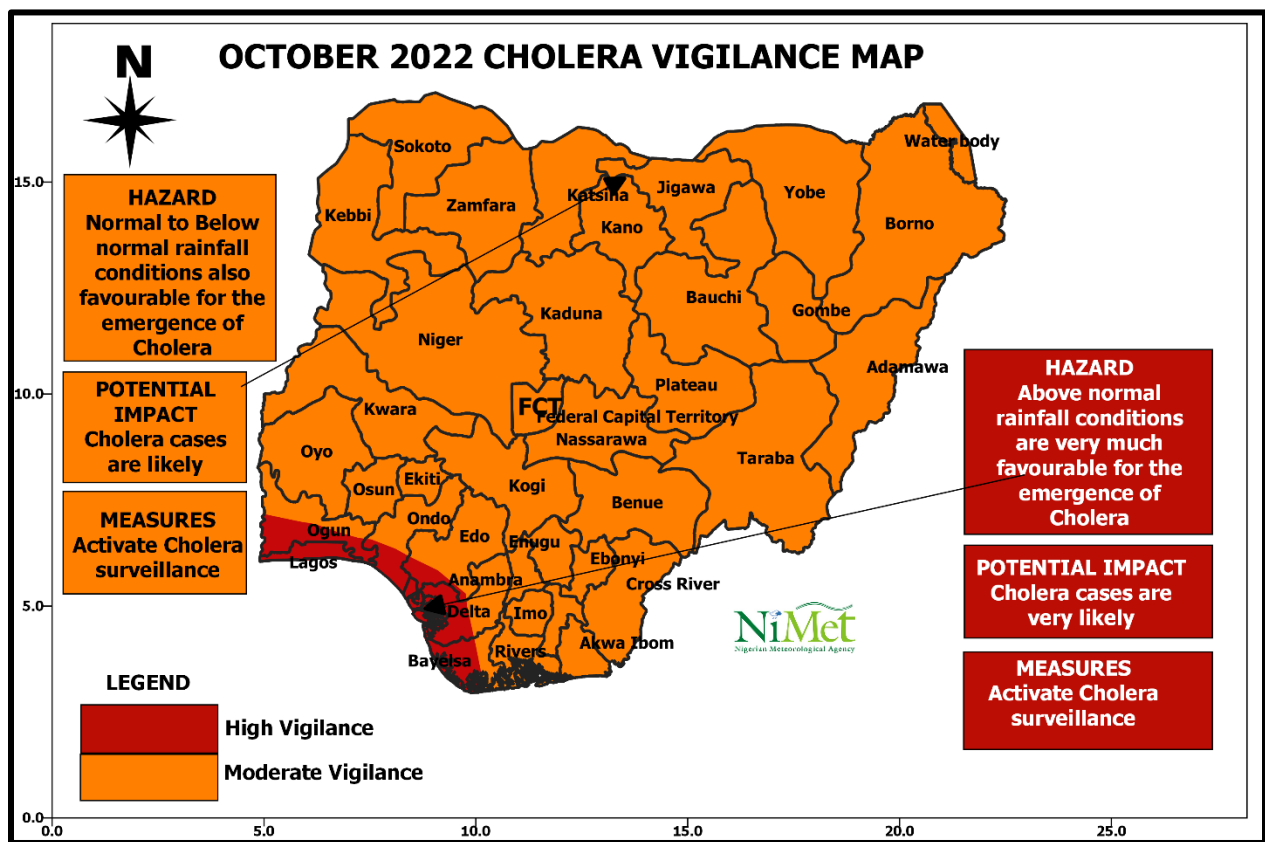 OCTOBER 2022 CHOLERA VIGILANCE MAP
N
HAZARD
Normal to Below
normal rainfall
conditions also
favourable for the
emergence of
Cholera
POTENTIAL
IMPACT
Cholera cases
are likely
MEASURES
Activate Cholera
surveillance
Sokoto
Kebbi
Zamfara
Katsina
Kano
Jigawa
Yobe
Borno
Water body
Niger
Kaduna
Bauchi
Gombe
Adamawa
Plateau
Kwara
FCT
Federal Capital Territory
Nassarawa
Taraba
Oyo
Osun
Ekiti
Kogi
Benue
Ogun
Lagos
Ondo
Edo
Enugu
Ebonyi
Anambra
Cross River
Delta
Imo
Akwa Ibom
Rivers
Bayelsa
HAZARD
Above normal
rainfall conditions
are very much
favourable for the
emergence of
Cholera
POTENTIAL IMPACT
Cholera cases are
very likely
MEASURES
Activate Cholera
surveillance
NiMet
Nigerian Meteorological Agency
LEGEND
High Vigilance
Moderate Vigilance
15.0
10.0
5.0
0.0
0.0
5.0
10.0
15.0
20.0
25.0